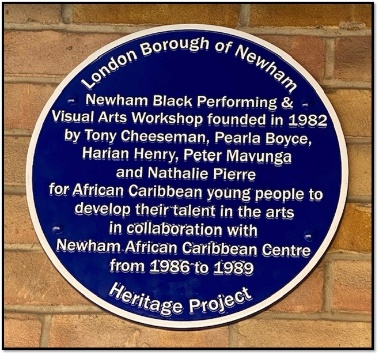 London Borough of Newham
Newham Black Performing &
Visual Arts Workshop founded in 1982
by Tony Cheeseman, Pearla Boyce,
Harian Henry, Peter Mavunga
and Nathalie Pierre
for African Caribbean young people to
develop their talent in the arts
in collaboration with
Newham African Caribbean Centre
from 1986 to 1989
Heritage Project